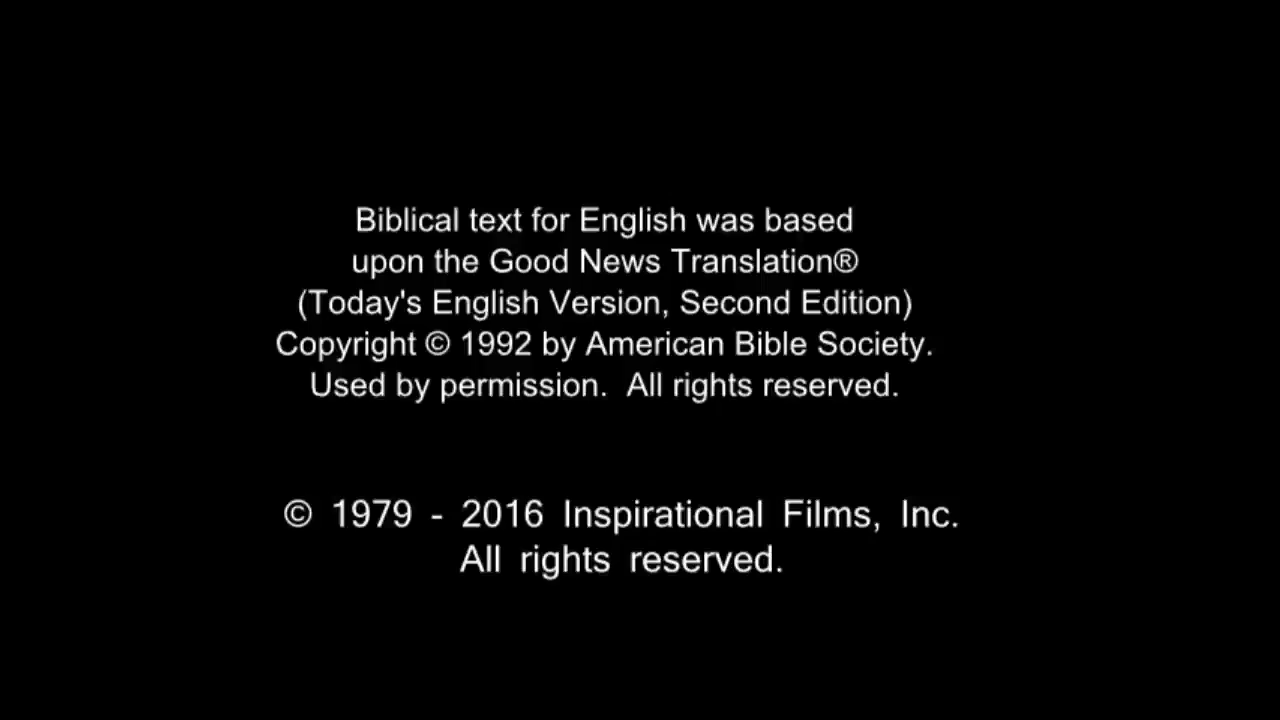 Biblical text for English was based
upon the Good News Translation®
(Today's English Version, Second Edition)
Copyright © 1992 by American Bible Society.
Used by permission.  All rights reserved.
© 1979 - 2016 Inspirational Films, Inc.
All rights reserved.